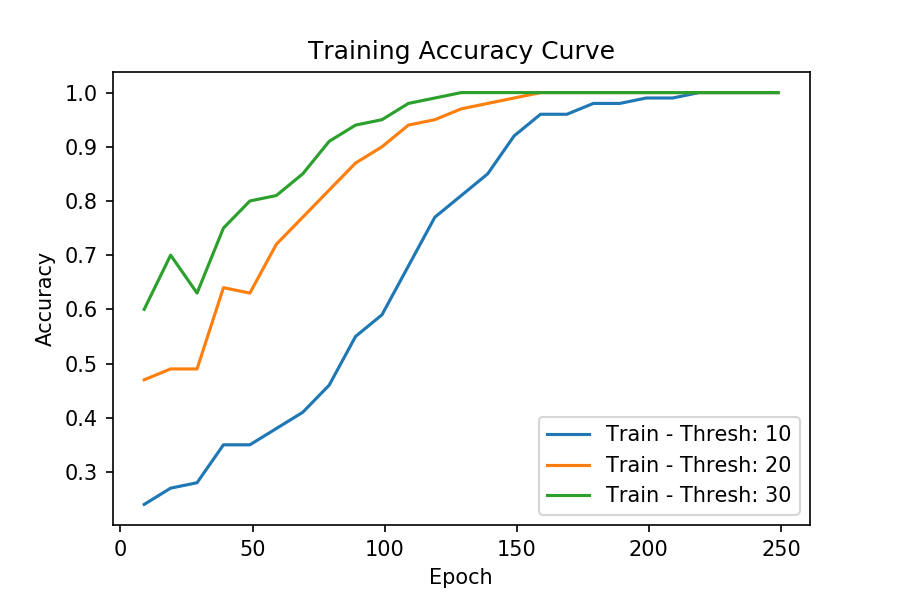 Training Accuracy Curve
1.0
0.9
0.8
0.7
0.6
0.5
0.4
0.3
Accuracy
Train - Thresh: 10
Train - Thresh: 20
Train - Thresh: 30
0 50 100 150 200 250
Epoch